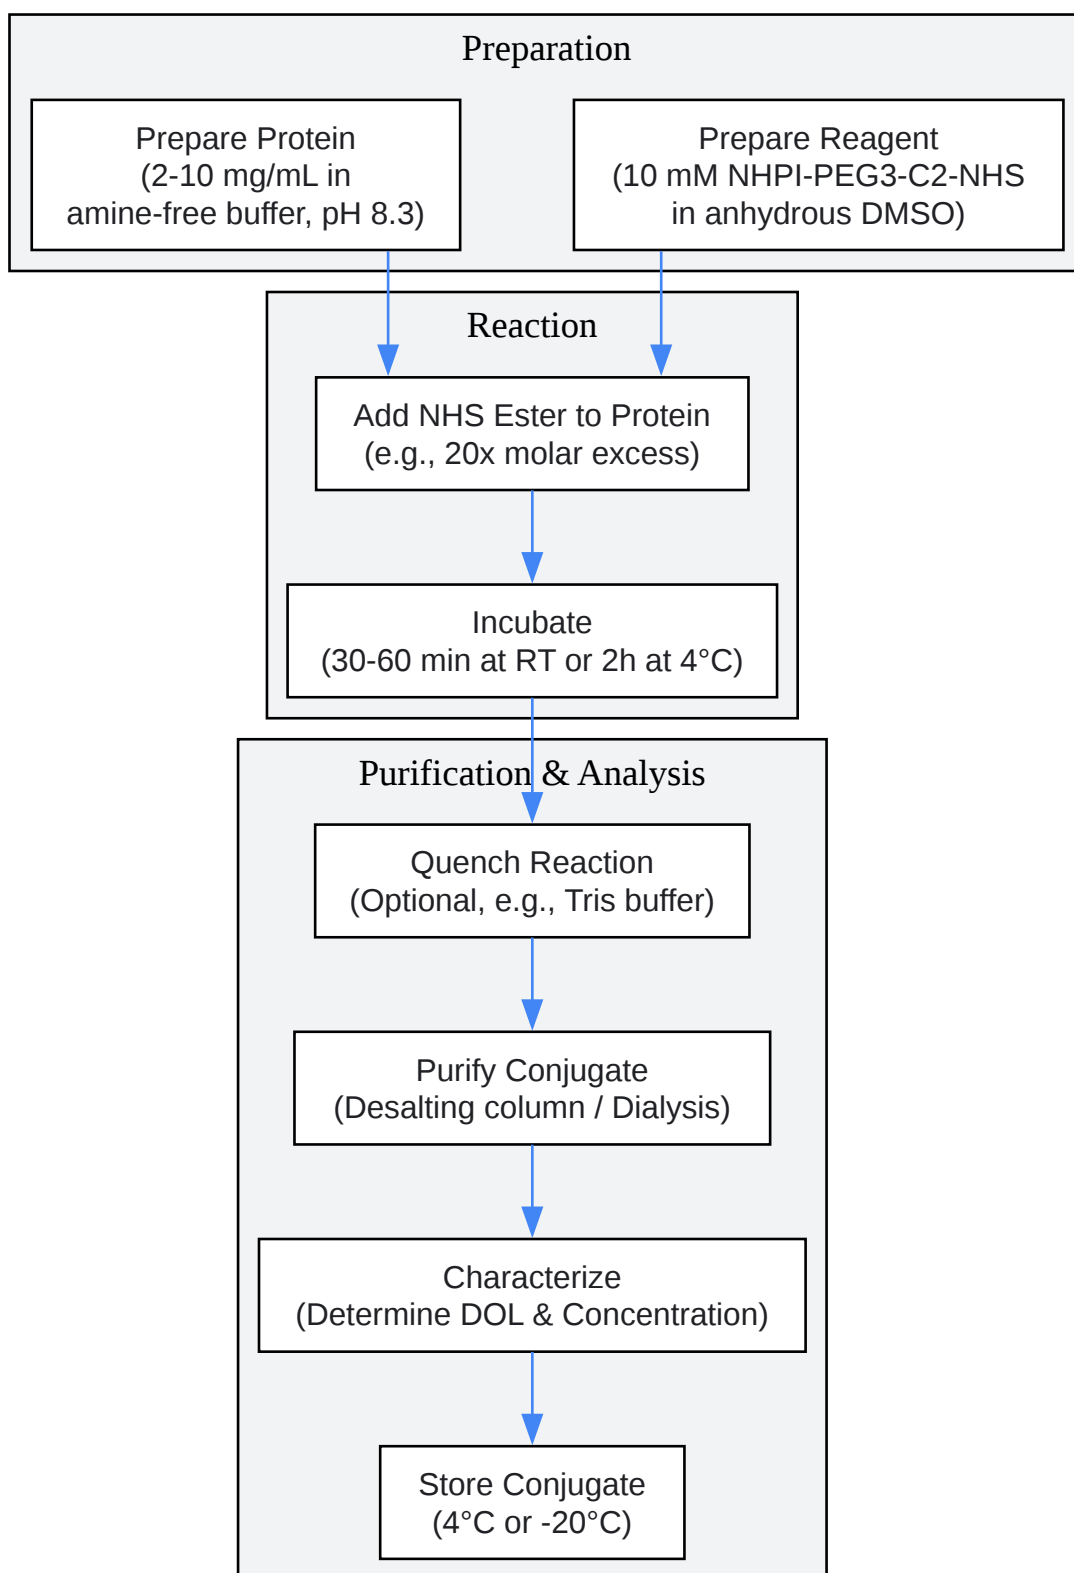 Preparation
Prepare Protein
(2-10 mg/mL in
amine-free buffer, pH 8.3)
Prepare Reagent
(10 mM NHPI-PEG3-C2-NHS
in anhydrous DMSO)
Reaction
Add NHS Ester to Protein
(e.g., 20x molar excess)
Incubate
(30-60 min at RT or 2h at 4°C)
Purification & Analysis
Quench Reaction
(Optional, e.g., Tris buffer)
Purify Conjugate
(Desalting column / Dialysis)
Characterize
(Determine DOL & Concentration)
Store Conjugate
(4°C or -20°C)